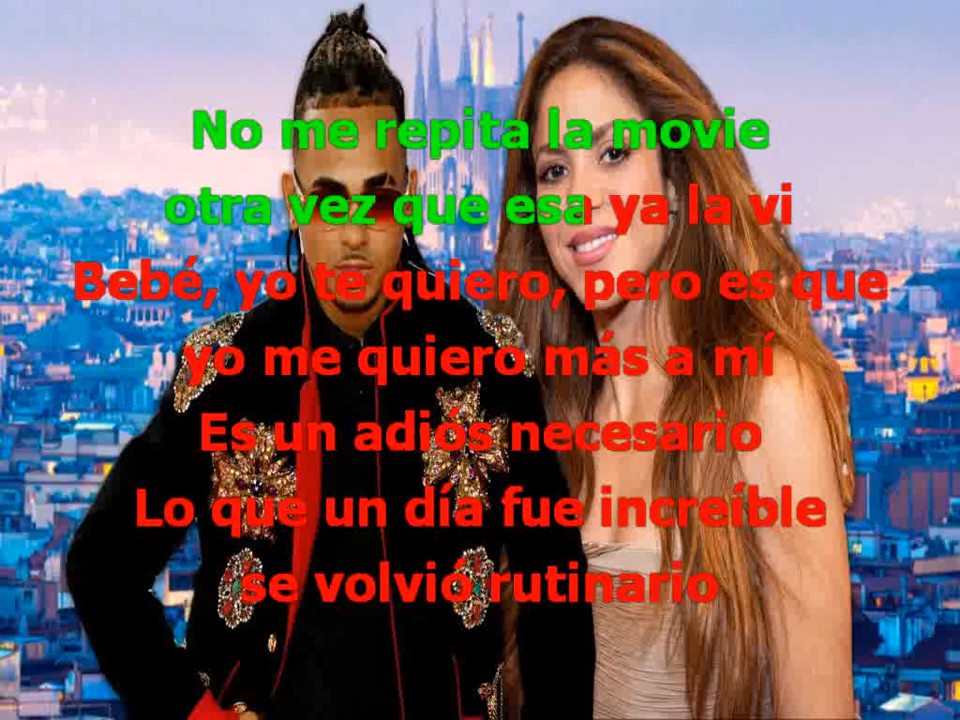 No me repita la movie
otra vez que esa ya la vi
Bebé, yo te quiero, pero es que
yo me quiero más a mí
Es un adiós necesario
Lo que un día fue increíble
se volvió rutinario